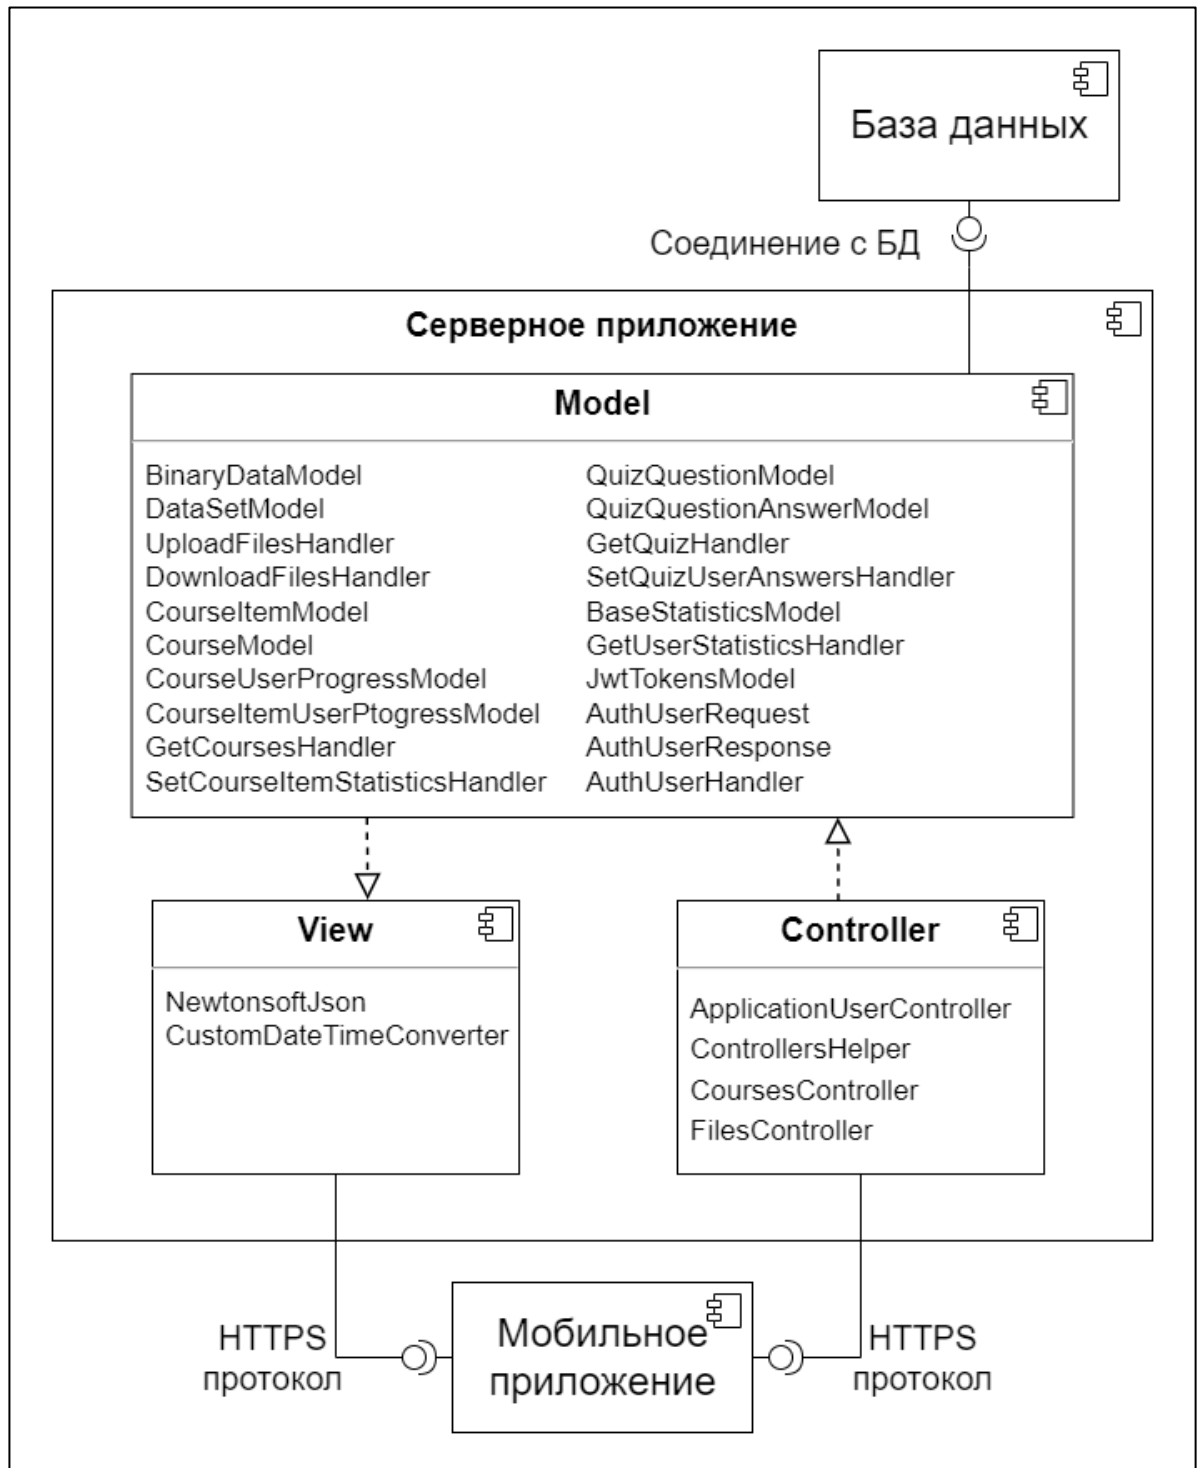 База данных
Соединение с БД
Серверное приложение
Model
BinaryDataModel
DataSetModel
UploadFilesHandler
DownloadFilesHandler
CourseItemModel
CourseModel
CourseUserProgressModel
CourseItemUserPtogressModel
GetCoursesHandler
SetCourseItemStatisticsHandler
QuizQuestionModel
QuizQuestionAnswerModel
GetQuizHandler
SetQuizUserAnswersHandler
BaseStatisticsModel
GetUserStatisticsHandler
JwtTokensModel
AuthUserRequest
AuthUserResponse
AuthUserHandler
View
NewtonsoftJson
CustomDateTimeConverter
Controller
ApplicationUserController
ControllersHelper
CoursesController
FilesController
HTTPS
протокол
Мобильное
приложение
HTTPS
протокол